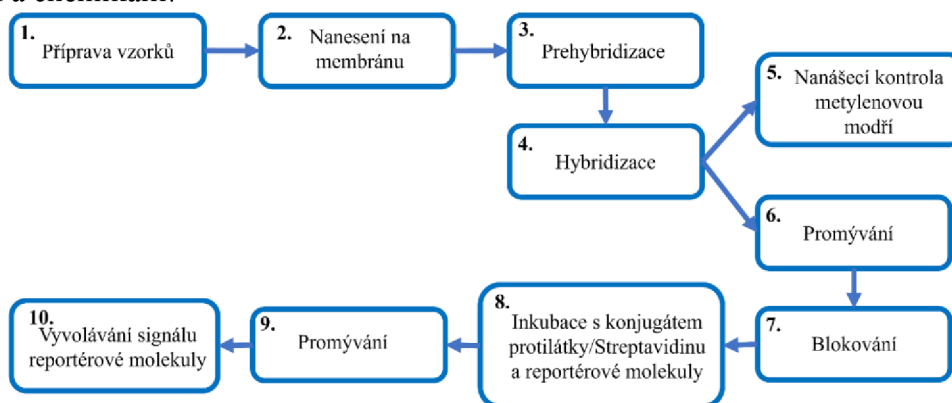 1.
Příprava vzorků
2.
Nanesení na
membránu
3.
Prehybridizace
4.
Hybridizace
5.
Nanášecí kontrola
metylenovou
modří
6.
Promývání
7.
Blokování
8.
Inkubace s konjugátem
protilátky/Streptavidinu
a reportérové molekuly
9.
Promývání
10.
Vyvolávání signálu
reportérové molekuly